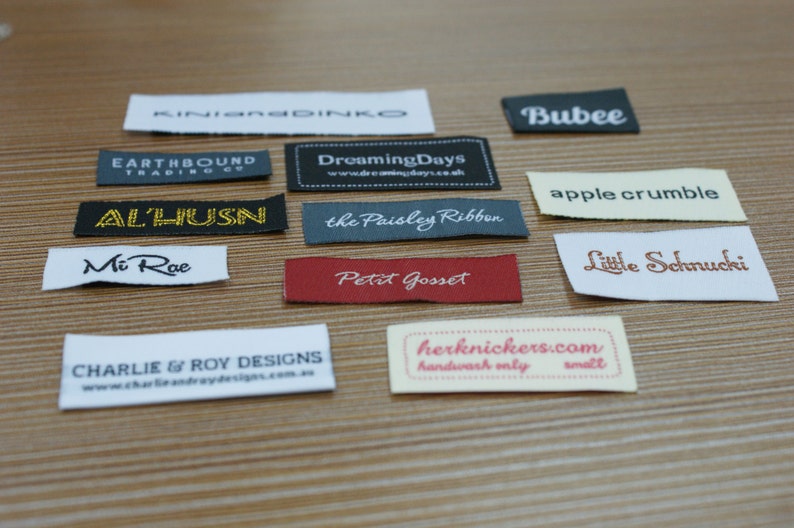 KINIandDINKO
Bubee
EARTHBOUND
TRADING CO
DreamingDays
www.dreamingdays.co.uk
apple crumble
AL'HUSN
the Paisley Ribbon
Mi Rae
Petit Gosset
Little Schnucki
CHARLIE & ROY DESIGNS
www.charlieandroydesigns.com.au
herknickers.com
handwash only small